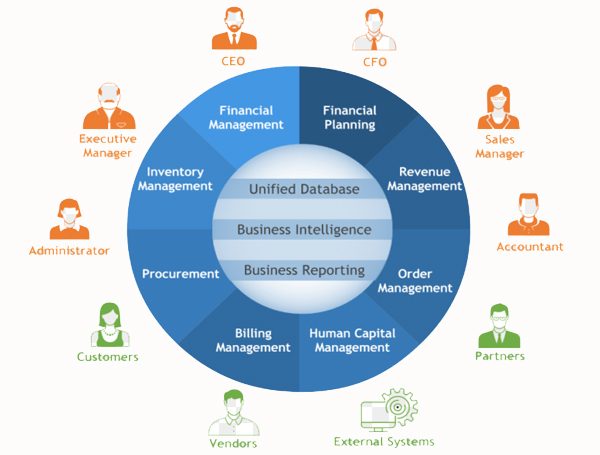 CEO
CFO
Executive
Manager
Sales
Manager
Administrator
Accountant
Customers
Partners
Vendors
External Systems
Financial
Management
Financial
Planning
Inventory
Management
Revenue
Management
Procurement
Order
Management
Billing
Management
Human Capital
Management
Unified Database
Business Intelligence
Business Reporting